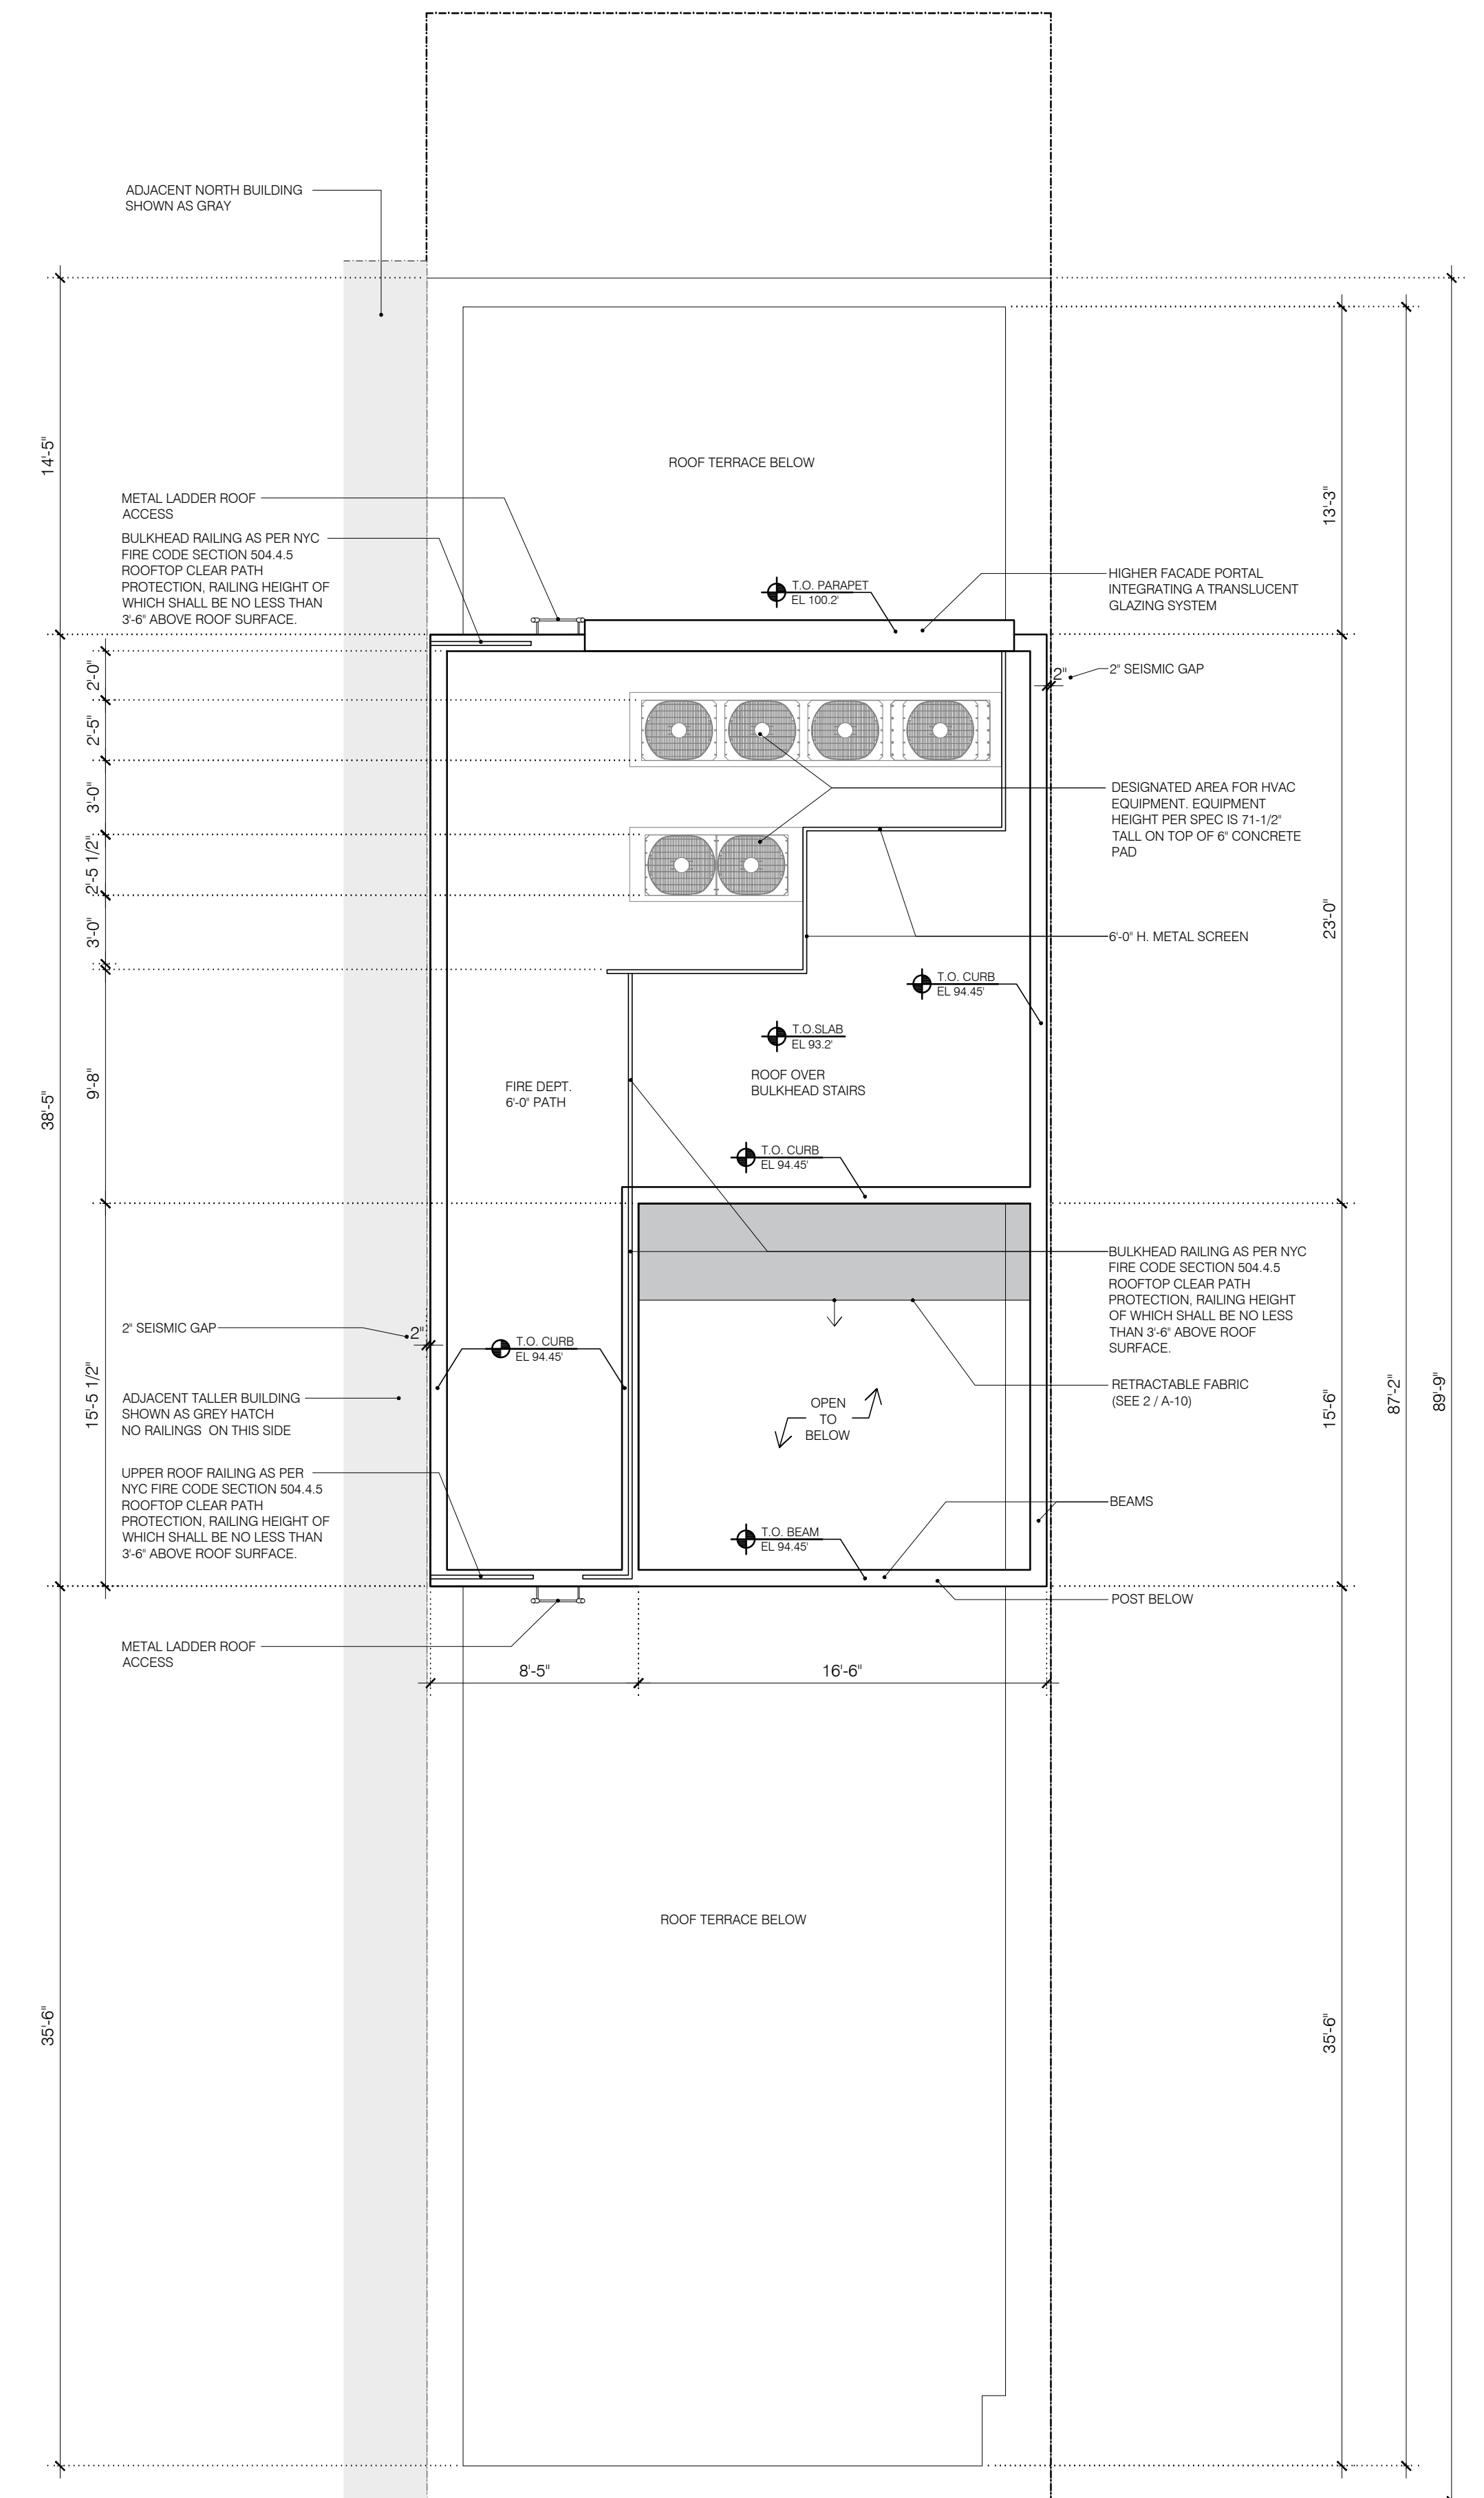 ADJACENT NORTH BUILDING
SHOWN AS GRAY
14'-5"
ROOF TERRACE BELOW
13'-3"
METAL LADDER ROOF
ACCESS
BULKHEAD RAILING AS PER NYC
FIRE CODE SECTION 504.4.5
ROOFTOP CLEAR PATH
PROTECTION, RAILING HEIGHT OF
WHICH SHALL BE NO LESS THAN
3'-6" ABOVE ROOF SURFACE.
T.O. PARAPET
EL 100.2'
HIGHER FACADE PORTAL
INTEGRATING A TRANSLUCENT
GLAZING SYSTEM
2"
2" SEISMIC GAP
2'-0"
2'-5"
3'-0"
2'-5 1/2"
3'-0"
DESIGNATED AREA FOR HVAC
EQUIPMENT. EQUIPMENT
HEIGHT PER SPEC IS 71-1/2"
TALL ON TOP OF 6" CONCRETE
PAD
23'-0"
6'-0" H. METAL SCREEN
T.O. CURB
EL 94.45'
T.O.SLAB
EL 93.2'
ROOF OVER
BULKHEAD STAIRS
FIRE DEPT.
6'-0" PATH
38'-5"
9'-8"
T.O. CURB
EL 94.45'
BULKHEAD RAILING AS PER NYC
FIRE CODE SECTION 504.4.5
ROOFTOP CLEAR PATH
PROTECTION, RAILING HEIGHT
OF WHICH SHALL BE NO LESS
THAN 3'-6" ABOVE ROOF
SURFACE.
2" SEISMIC GAP
2"
T.O. CURB
EL 94.45'
RETRACTABLE FABRIC
(SEE 2 / A-10)
15'-5 1/2"
ADJACENT TALLER BUILDING
SHOWN AS GREY HATCH
NO RAILINGS ON THIS SIDE
OPEN
TO
BELOW
15'-6"
87'-2"
89'-9"
UPPER ROOF RAILING AS PER
NYC FIRE CODE SECTION 504.4.5
ROOFTOP CLEAR PATH
PROTECTION, RAILING HEIGHT OF
WHICH SHALL BE NO LESS THAN
3'-6" ABOVE ROOF SURFACE.
BEAMS
T.O. BEAM
EL 94.45'
POST BELOW
METAL LADDER ROOF
ACCESS
8'-5"
16'-6"
ROOF TERRACE BELOW
35'-6"
35'-6"